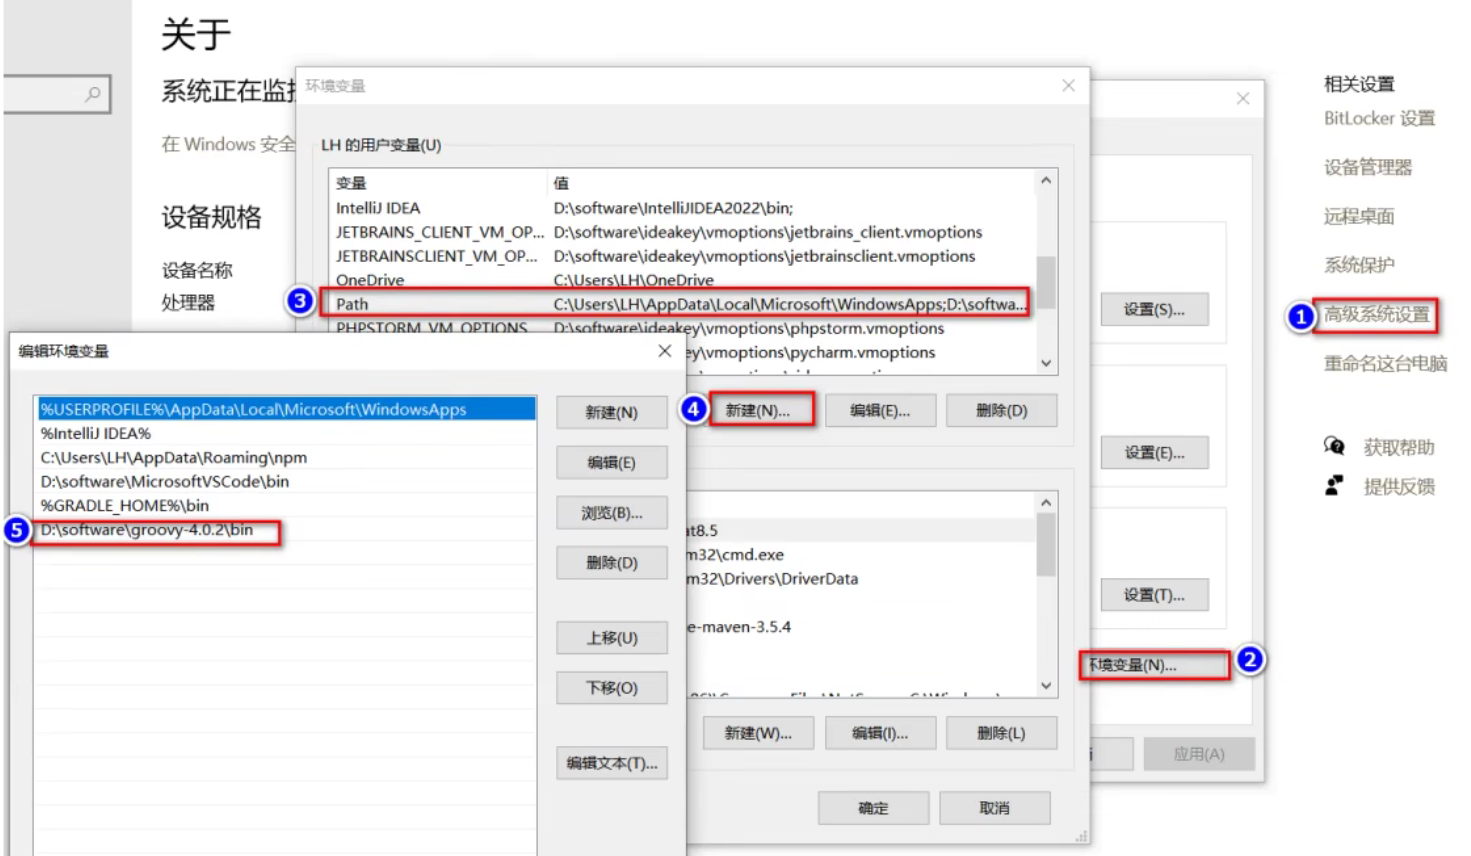 关于
系统正在监
在 Windows 安全
设备规格
设备名称
处理器
环境变量
LH 的用户变量(U)
变量 值
IntelliJ IDEA D:\software\IntelliJIDEA2022\bin;
JETBRAINS_CLIENT_VM_OP... D:\software\ideakey\vmoptions\jetbrains_client.vmoptions
JETBRAINSCLIENT_VM_OP... D:\software\ideakey\vmoptions\jetbrainsclient.vmoptions
OneDrive C:\Users\LH\OneDrive
3 Path C:\Users\LH\AppData\Local\Microsoft\WindowsApps;D:\softwa...
PHPSTORM_VM_OPTIONS D:\software\ideakey\vmoptions\phpstorm.vmoptions
ey\vmoptions\pycharm.vmoptions
4 新建(N)... 编辑(E)... 删除(D)
编辑环境变量
%USERPROFILE%\AppData\Local\Microsoft\WindowsApps
%IntelliJ IDEA%
C:\Users\LH\AppData\Roaming\npm
D:\software\MicrosoftVSCode\bin
%GRADLE_HOME%\bin
5 D:\software\groovy-4.0.2\bin
新建(N)
编辑(E)
浏览(B)...
删除(D)
上移(U)
下移(O)
编辑文本(T)...
at8.5
m32\cmd.exe
m32\Drivers\DriverData
e-maven-3.5.4
新建(W)... 编辑(I)... 删除(L)
确定 取消
设置(S)...
设置(E)...
设置(T)...
环境变量(N)... 2
应用(A)
相关设置
BitLocker 设置
设备管理器
远程桌面
系统保护
1 高级系统设置
重命名这台电脑
获取帮助
提供反馈